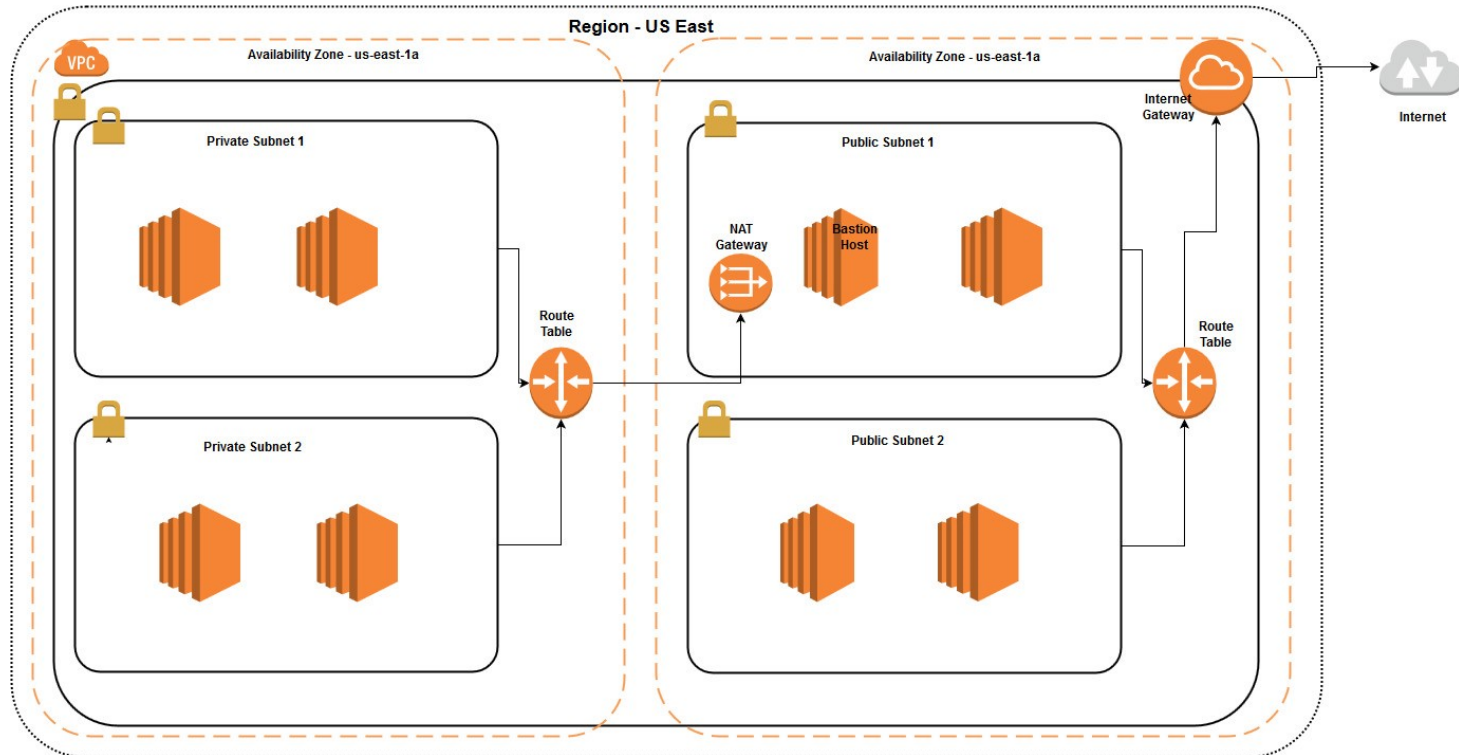 Region - US East
Availability Zone - us-east-1a
Availability Zone - us-east-1a
VPC
Internet
Gateway
Internet
Private Subnet 1
Public Subnet 1
NAT
Gateway
Bastion
Host
Route
Table
Route
Table
Private Subnet 2
Public Subnet 2